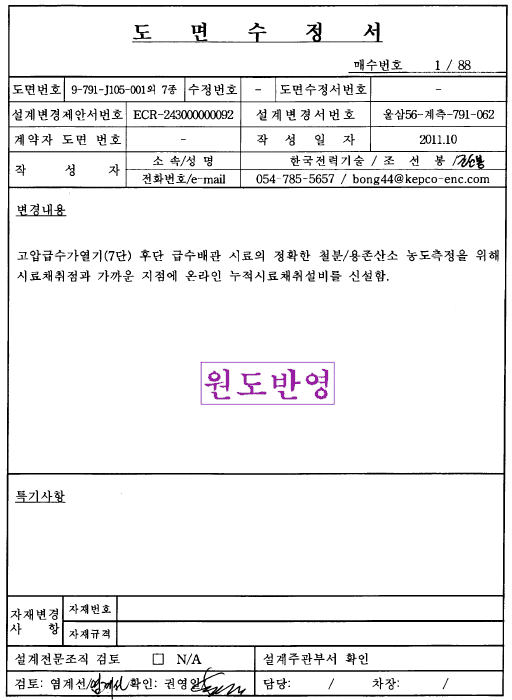 도 면 수 정 서
매수번호 1 / 88
도면번호 9-791-J105-001외 7종 수정번호 - 도면수정서번호 -
설계변경제안서번호 ECR-243000000092 설계변경서번호 울삼56-계측-791-062
계약자 도면 번호 - 작 성 일 자 2011.10
작 성 자 소 속/성 명 한국전력기술 / 조 선 봉 /
전화번호/e-mail 054-785-5657 / bong44@kepco-enc.com
변경내용
고압급수가열기(7단) 후단 급수배관 시료의 정확한 철분/용존산소 농도측정을 위해
시료채취점과 가까운 지점에 온라인 누적시료채취설비를 신설함.
원도반영
특기사항
자재변경 자재번호
사 항 자재규격
설계전문조직 검토 □ N/A 설계주관부서 확인
검토: 염계선/ 확인: 권영 담당: / 차장: /